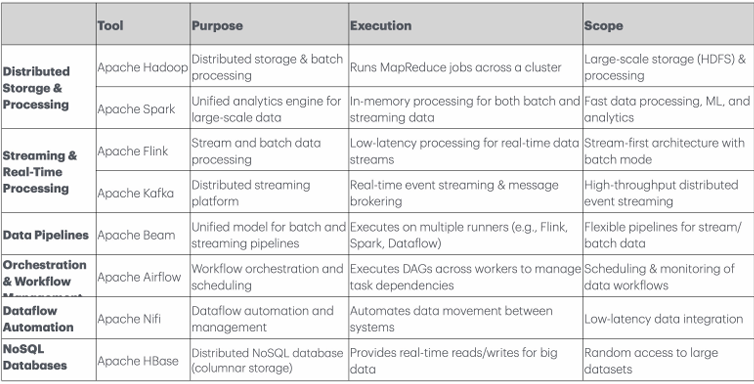 Tool Purpose Execution Scope
Distributed
Storage &
Processing
Apache Hadoop
Distributed storage & batch
processing
Runs MapReduce jobs across a cluster
Large-scale storage (HDFS) &
processing
Apache Spark
Unified analytics engine for
large-scale data
In-memory processing for both batch and
streaming data
Fast data processing, ML, and
analytics
Streaming &
Real-Time
Processing
Apache Flink
Stream and batch data
processing
Low-latency processing for real-time data
streams
Stream-first architecture with
batch mode
Apache Kafka
Distributed streaming
platform
Real-time event streaming & message
brokering
High-throughput distributed
event streaming
Data Pipelines
Apache Beam
Unified model for batch and
streaming pipelines
Executes on multiple runners (e.g., Flink,
Spark, Dataflow)
Flexible pipelines for stream/
batch data
Orchestration
& Workflow
Apache Airflow
Workflow orchestration and
scheduling
Executes DAGs across workers to manage
task dependencies
Scheduling & monitoring of
data workflows
Dataflow
Automation
Apache Nifi
Dataflow automation and
management
Automates data movement between
systems
Low-latency data integration
NoSQL
Databases
Apache HBase
Distributed NoSQL database
(columnar storage)
Provides real-time reads/writes for big
data
Random access to large
datasets